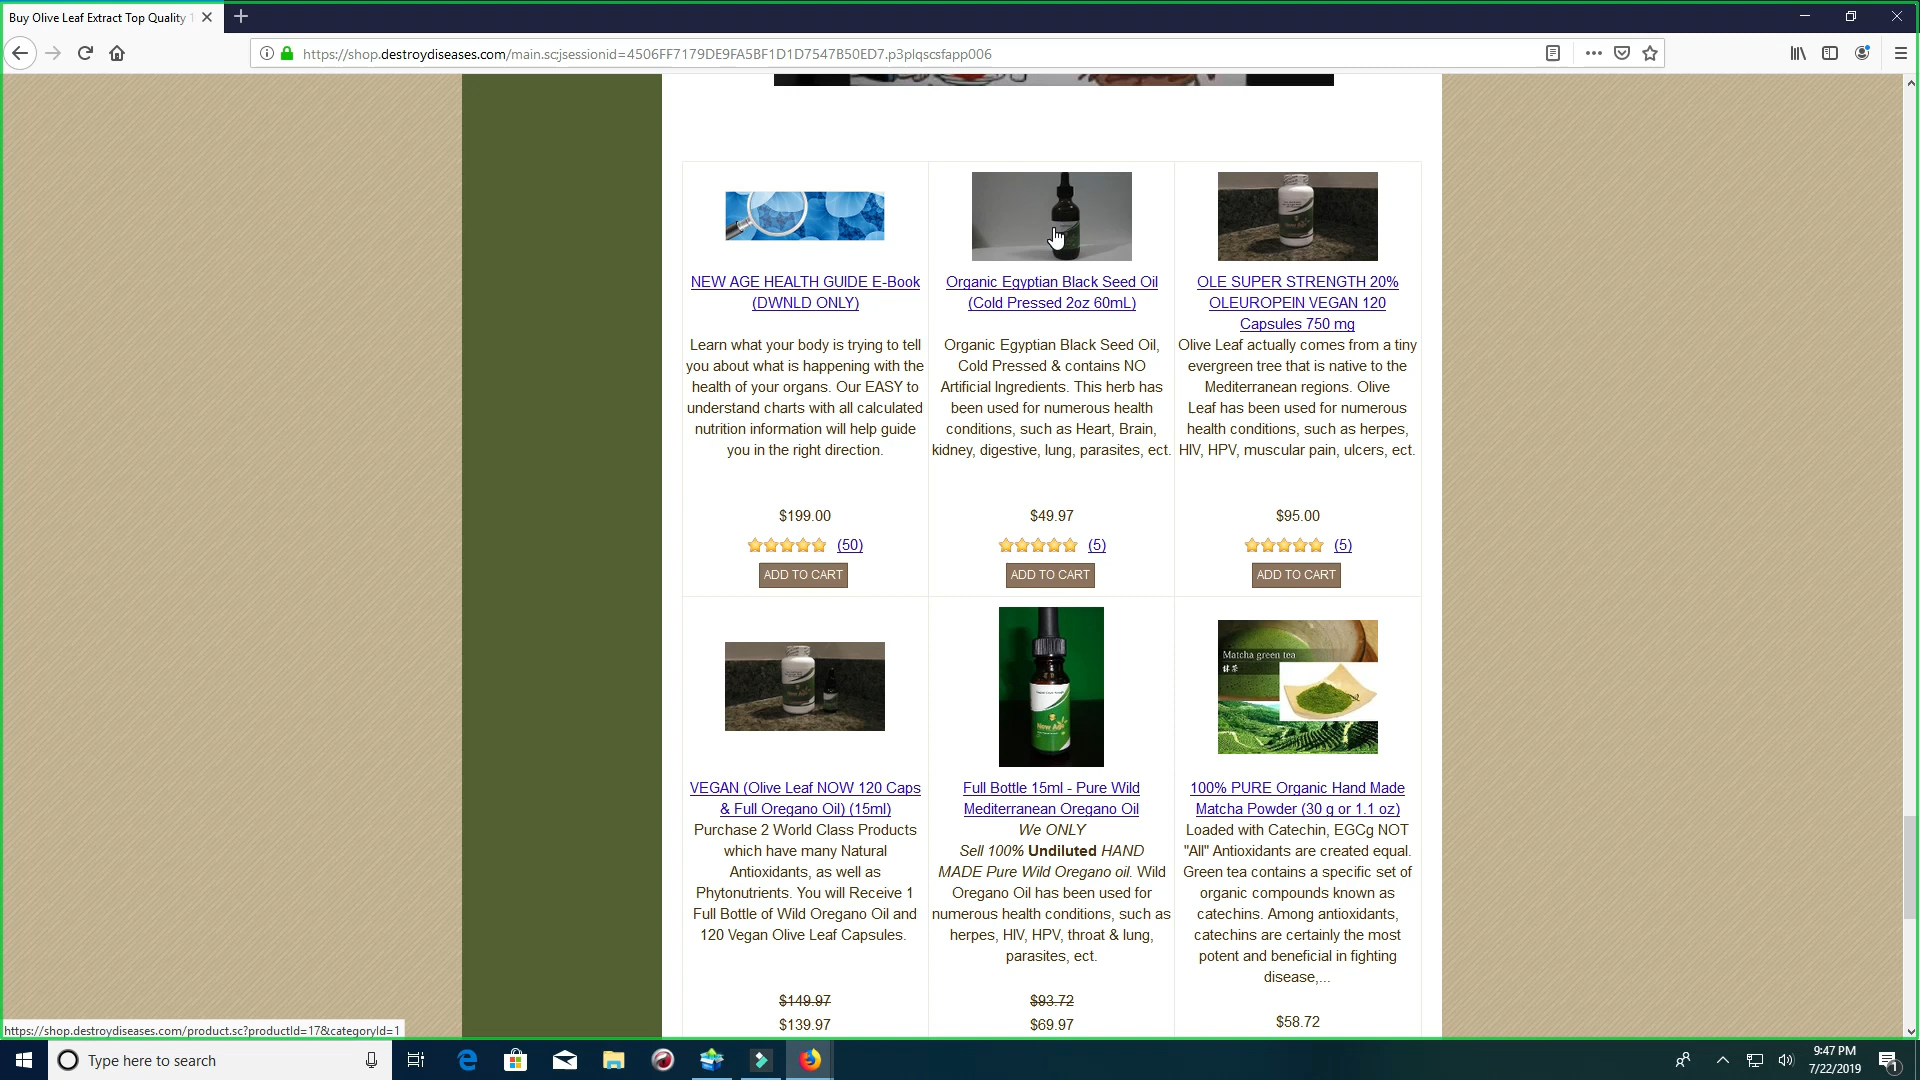 Buy Olive Leaf Extract Top Quality
https://shop.destroydiseases.com/main.sc;jsessionid=4506FF7179DE9FA5BF1D1D7547B50ED7.p3plqscsfapp006
NEW AGE HEALTH GUIDE E-Book
(DWNLD ONLY)
Learn what your body is trying to tell
you about what is happening with the
health of your organs. Our EASY to
understand charts with all calculated
nutrition information will help guide
you in the right direction.
$199.00
(50)
ADD TO CART
Organic Egyptian Black Seed Oil
(Cold Pressed 2oz 60mL)
Organic Egyptian Black Seed Oil,
Cold Pressed & contains NO
Artificial Ingredients. This herb has
been used for numerous health
conditions, such as Heart, Brain,
kidney, digestive, lung, parasites, ect.
$49.97
(5)
ADD TO CART
OLE SUPER STRENGTH 20%
OLEUROPEIN VEGAN 120
Capsules 750 mg
Olive Leaf actually comes from a tiny
evergreen tree that is native to the
Mediterranean regions. Olive
Leaf has been used for numerous
health conditions, such as herpes,
HIV, HPV, muscular pain, ulcers, ect.
$95.00
(5)
ADD TO CART
VEGAN (Olive Leaf NOW 120 Caps
& Full Oregano Oil) (15ml)
Purchase 2 World Class Products
which have many Natural
Antioxidants, as well as
Phytonutrients. You will Receive 1
Full Bottle of Wild Oregano Oil and
120 Vegan Olive Leaf Capsules.
$149.97
$139.97
New Age
Full Bottle 15ml - Pure Wild
Mediterranean Oregano Oil
We ONLY
Sell 100% Undiluted HAND
MADE Pure Wild Oregano oil. Wild
Oregano Oil has been used for
numerous health conditions, such as
herpes, HIV, HPV, throat & lung,
parasites, ect.
$93.72
$69.97
Matcha green tea
抹茶
100% PURE Organic Hand Made
Matcha Powder (30 g or 1.1 oz)
Loaded with Catechin, EGCg NOT
"All" Antioxidants are created equal.
Green tea contains a specific set of
organic compounds known as
catechins. Among antioxidants,
catechins are certainly the most
potent and beneficial in fighting
disease,...
$58.72
https://shop.destroydiseases.com/product.sc?productId=17&categoryId=1
Type here to search
9:47 PM
7/22/2019
1